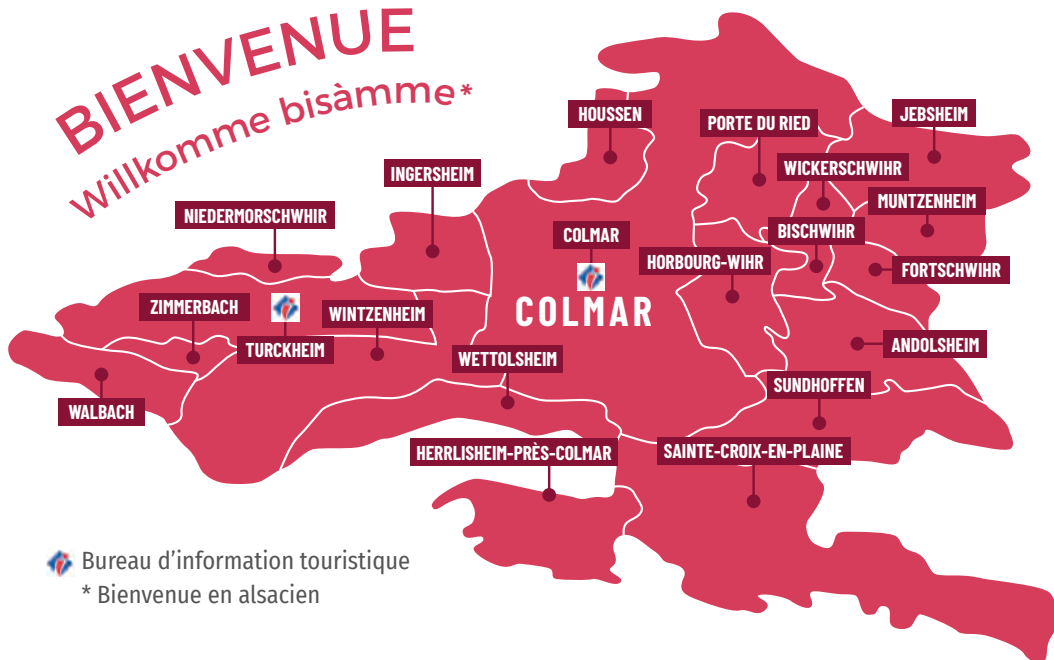 BIENVENUE
Willkomme bisàmme*
HOUSSEN
PORTE DU RIED
JEBSHEIM
WICKERSCHWIHR
INGERSHEIM
MUNTZENHEIM
NIEDERMORSCHWHIR
COLMAR
BISCHWIHR
HORBOURG-WIHR
FORTSCHWIHR
ZIMMERBACH
WINTZENHEIM
COLMAR
TURCKHEIM
ANDOLSHEIM
WETTOLSHEIM
SUNDHOFFEN
WALBACH
HERRLISHEIM-PRÈS-COLMAR
SAINTE-CROIX-EN-PLAINE
Bureau d'information touristique
* Bienvenue en alsacien